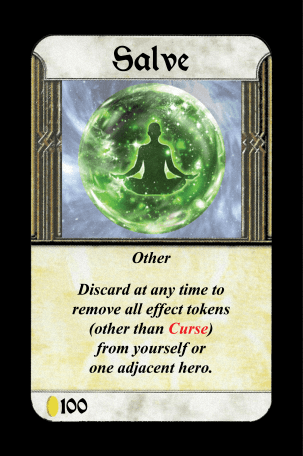 Salve
Other
Discard at any time to
remove all effect tokens
(other than Curse)
from yourself or
one adjacent hero.
100